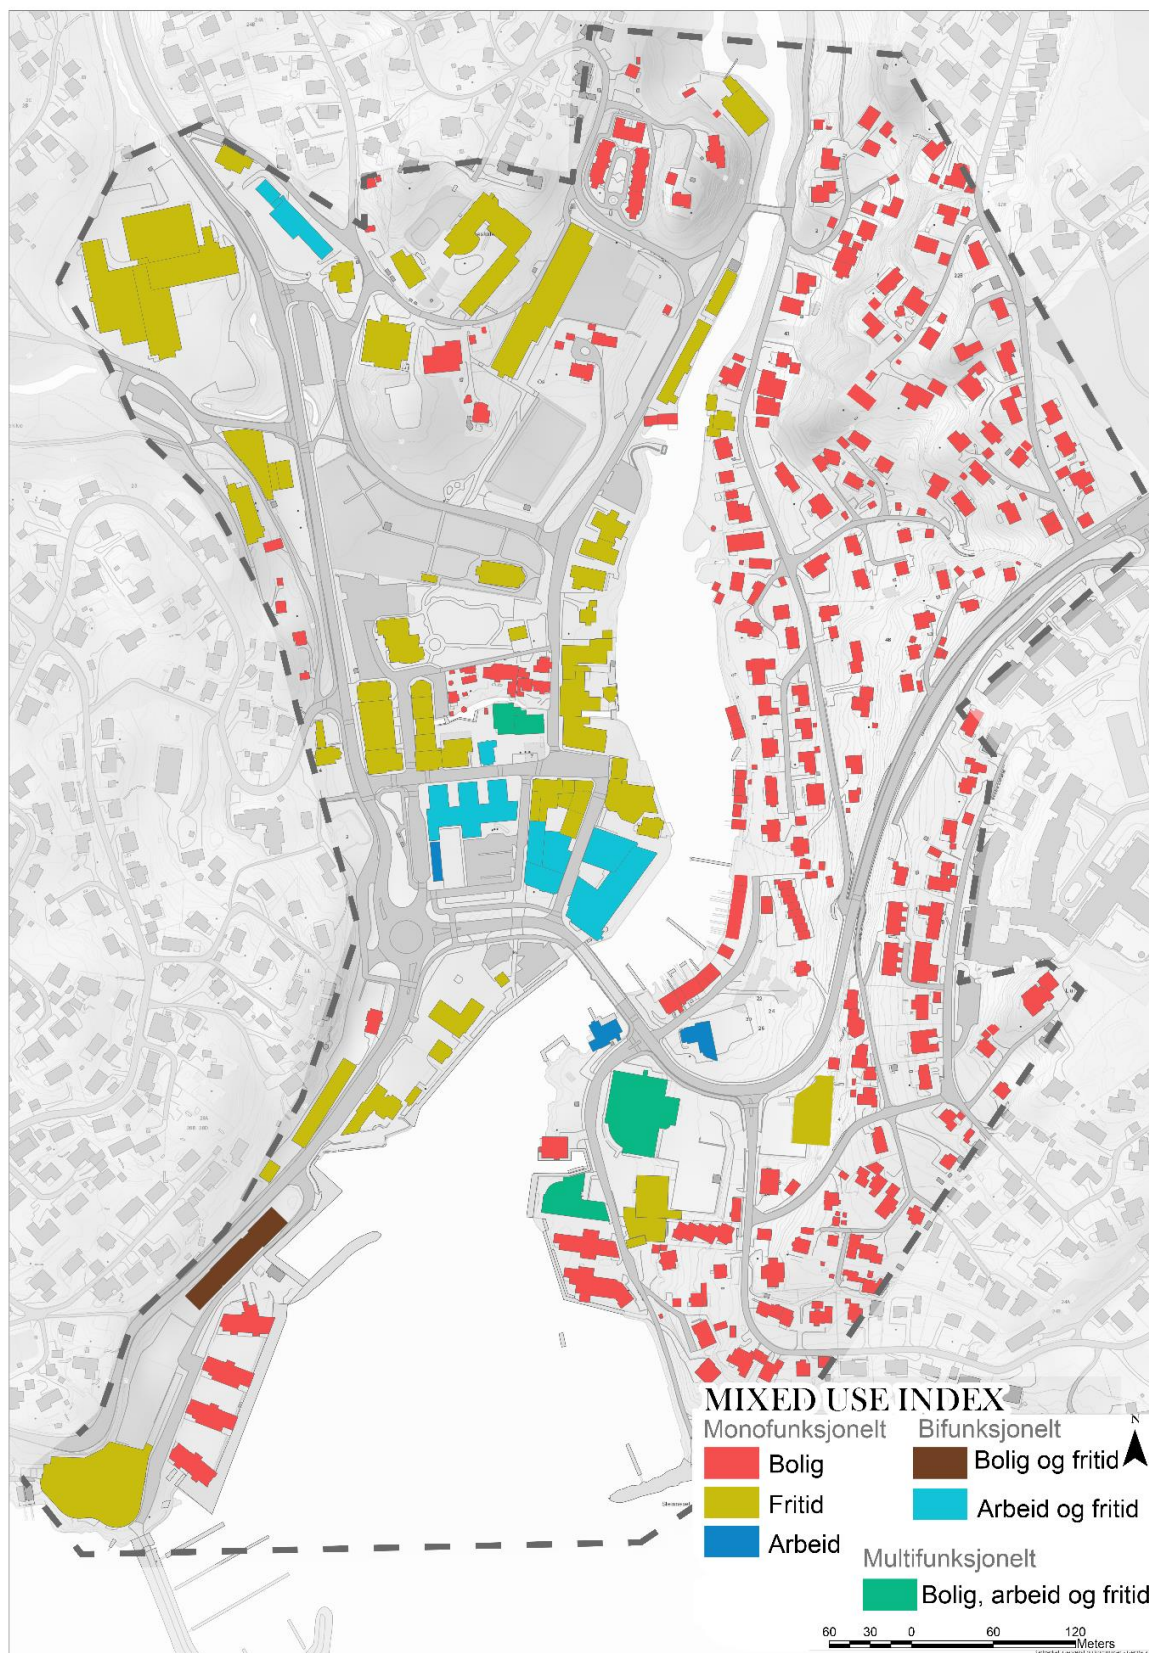 MIXED USE INDEX
Monofunksjonelt
Bolig
Fritid
Arbeid
Bifunksjonelt
N
Bolig og fritid
Arbeid og fritid
Multifunksjonelt
Bolig, arbeid og fritid
60 30 0 60 120
Meters